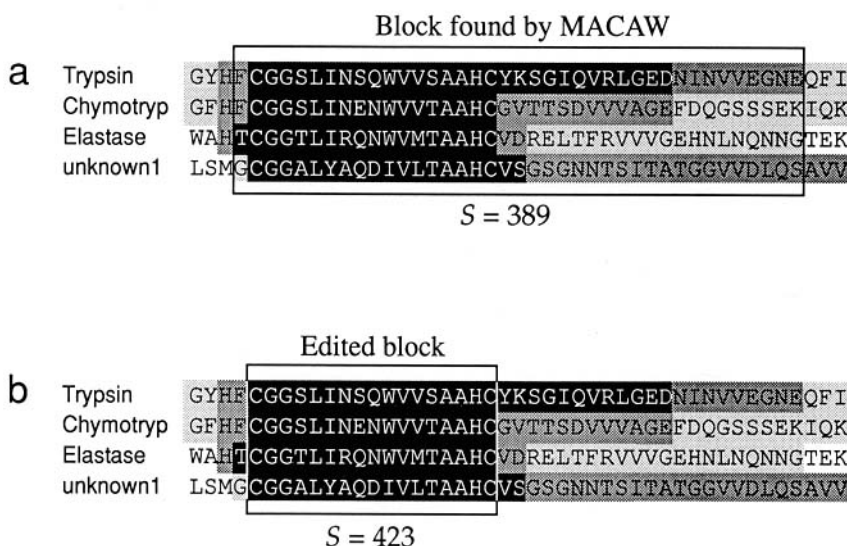 Block found by MACAW
a
Trypsin GYHFCGGSLINSQWVVSAAHCYKSGIQVRLGEDNINVVEGNEQFI
Chymotryp GFHFCGGSLINENWVVTAAHCGVTTSDVVVAGEFDQGSSSEKIQK
Elastase WAHTCGGTLIRQNWVMTAAHCVDRELTFRVVVGEHNLNQNNGTEK
unknown1 LSMGCGGALYAQDIVLTAAHCVSGSGNNTSITATGGVVDLQSAVV
S = 389
Edited block
b
Trypsin GYHFCGGSLINSQWVVSAAHCYKSGIQVRLGEDNINVVEGNEQFI
Chymotryp GFHFCGGSLINENWVVTAAHCGVTTSDVVVAGEFDQGSSSEKIQK
Elastase WAHTCGGTLIRQNWVMTAAHCVDRELTFRVVVGEHNLNQNNGTEK
unknown1 LSMGCGGALYAQDIVLTAAHCVSGSGNNTSITATGGVVDLQSAVV
S = 423